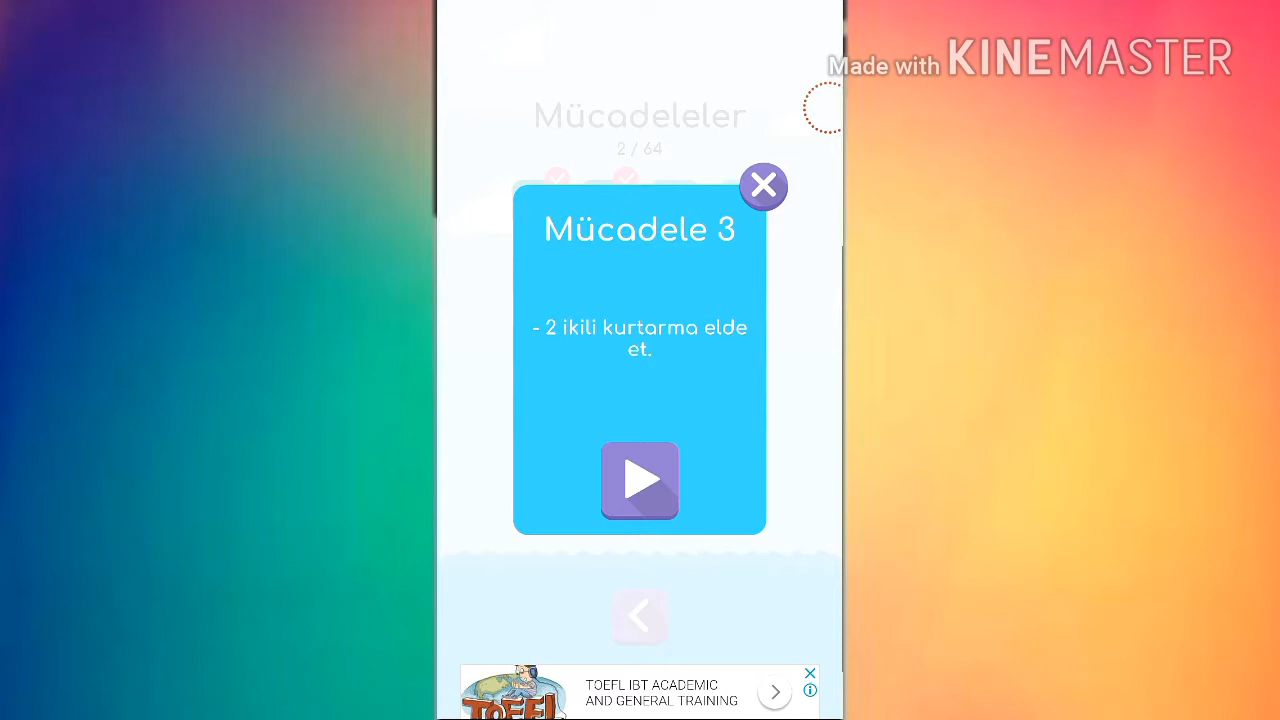 Made with KINEMASTER
Mücadeleler
2 / 64
Mücadele 3
- 2 ikili kurtarma elde
et.
TOEFL IBT ACADEMIC
AND GENERAL TRAINING
TOEFL